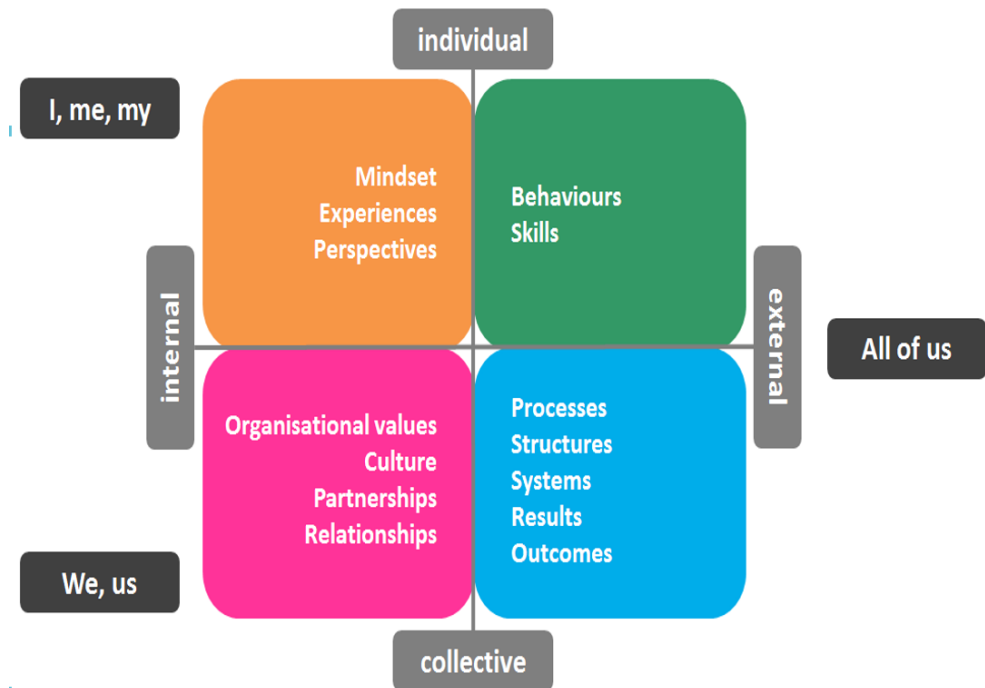 individual
I, me, my
Mindset
Experiences
Perspectives
Behaviours
Skills
internal
external
All of us
Organisational values
Culture
Partnerships
Relationships
Processes
Structures
Systems
Results
Outcomes
We, us
collective